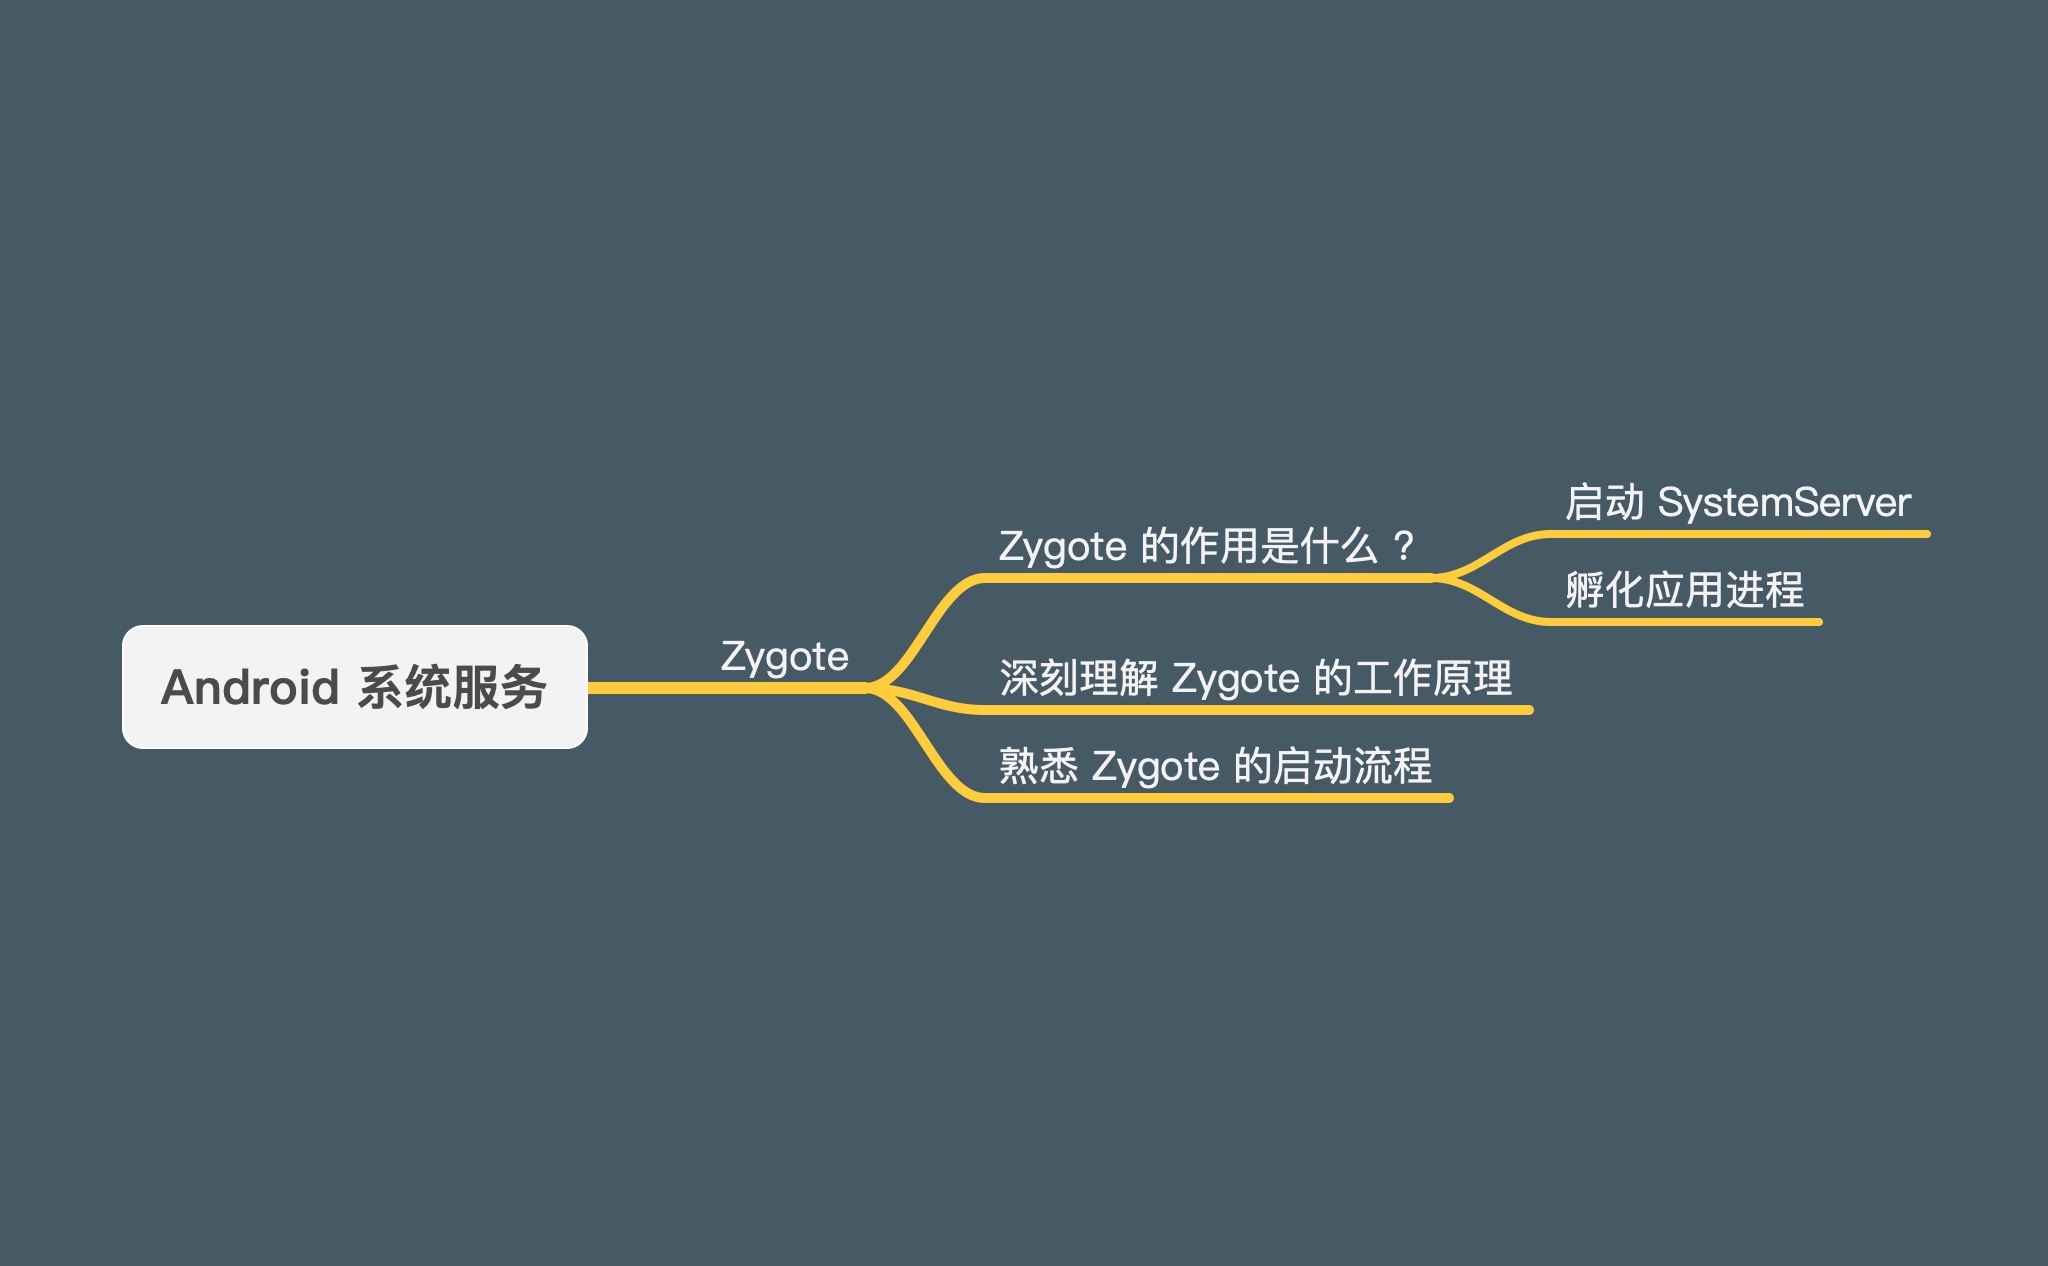 Android 系统服务
Zygote
Zygote 的作用是什么 ?
启动 SystemServer
孵化应用进程
深刻理解 Zygote 的工作原理
熟悉 Zygote 的启动流程